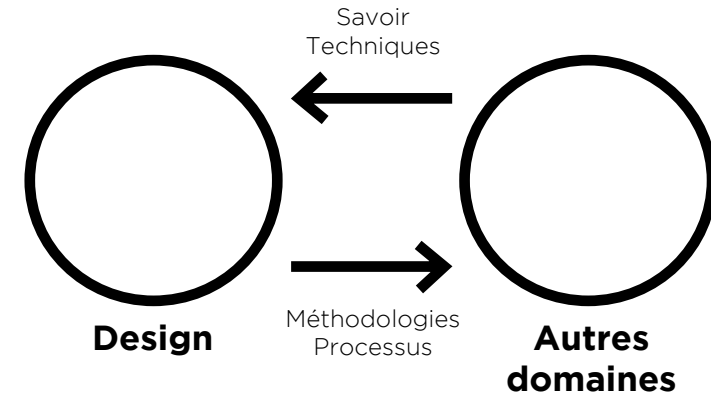 Savoir
Techniques
Méthodologies
Processus
Design
Autres
domaines